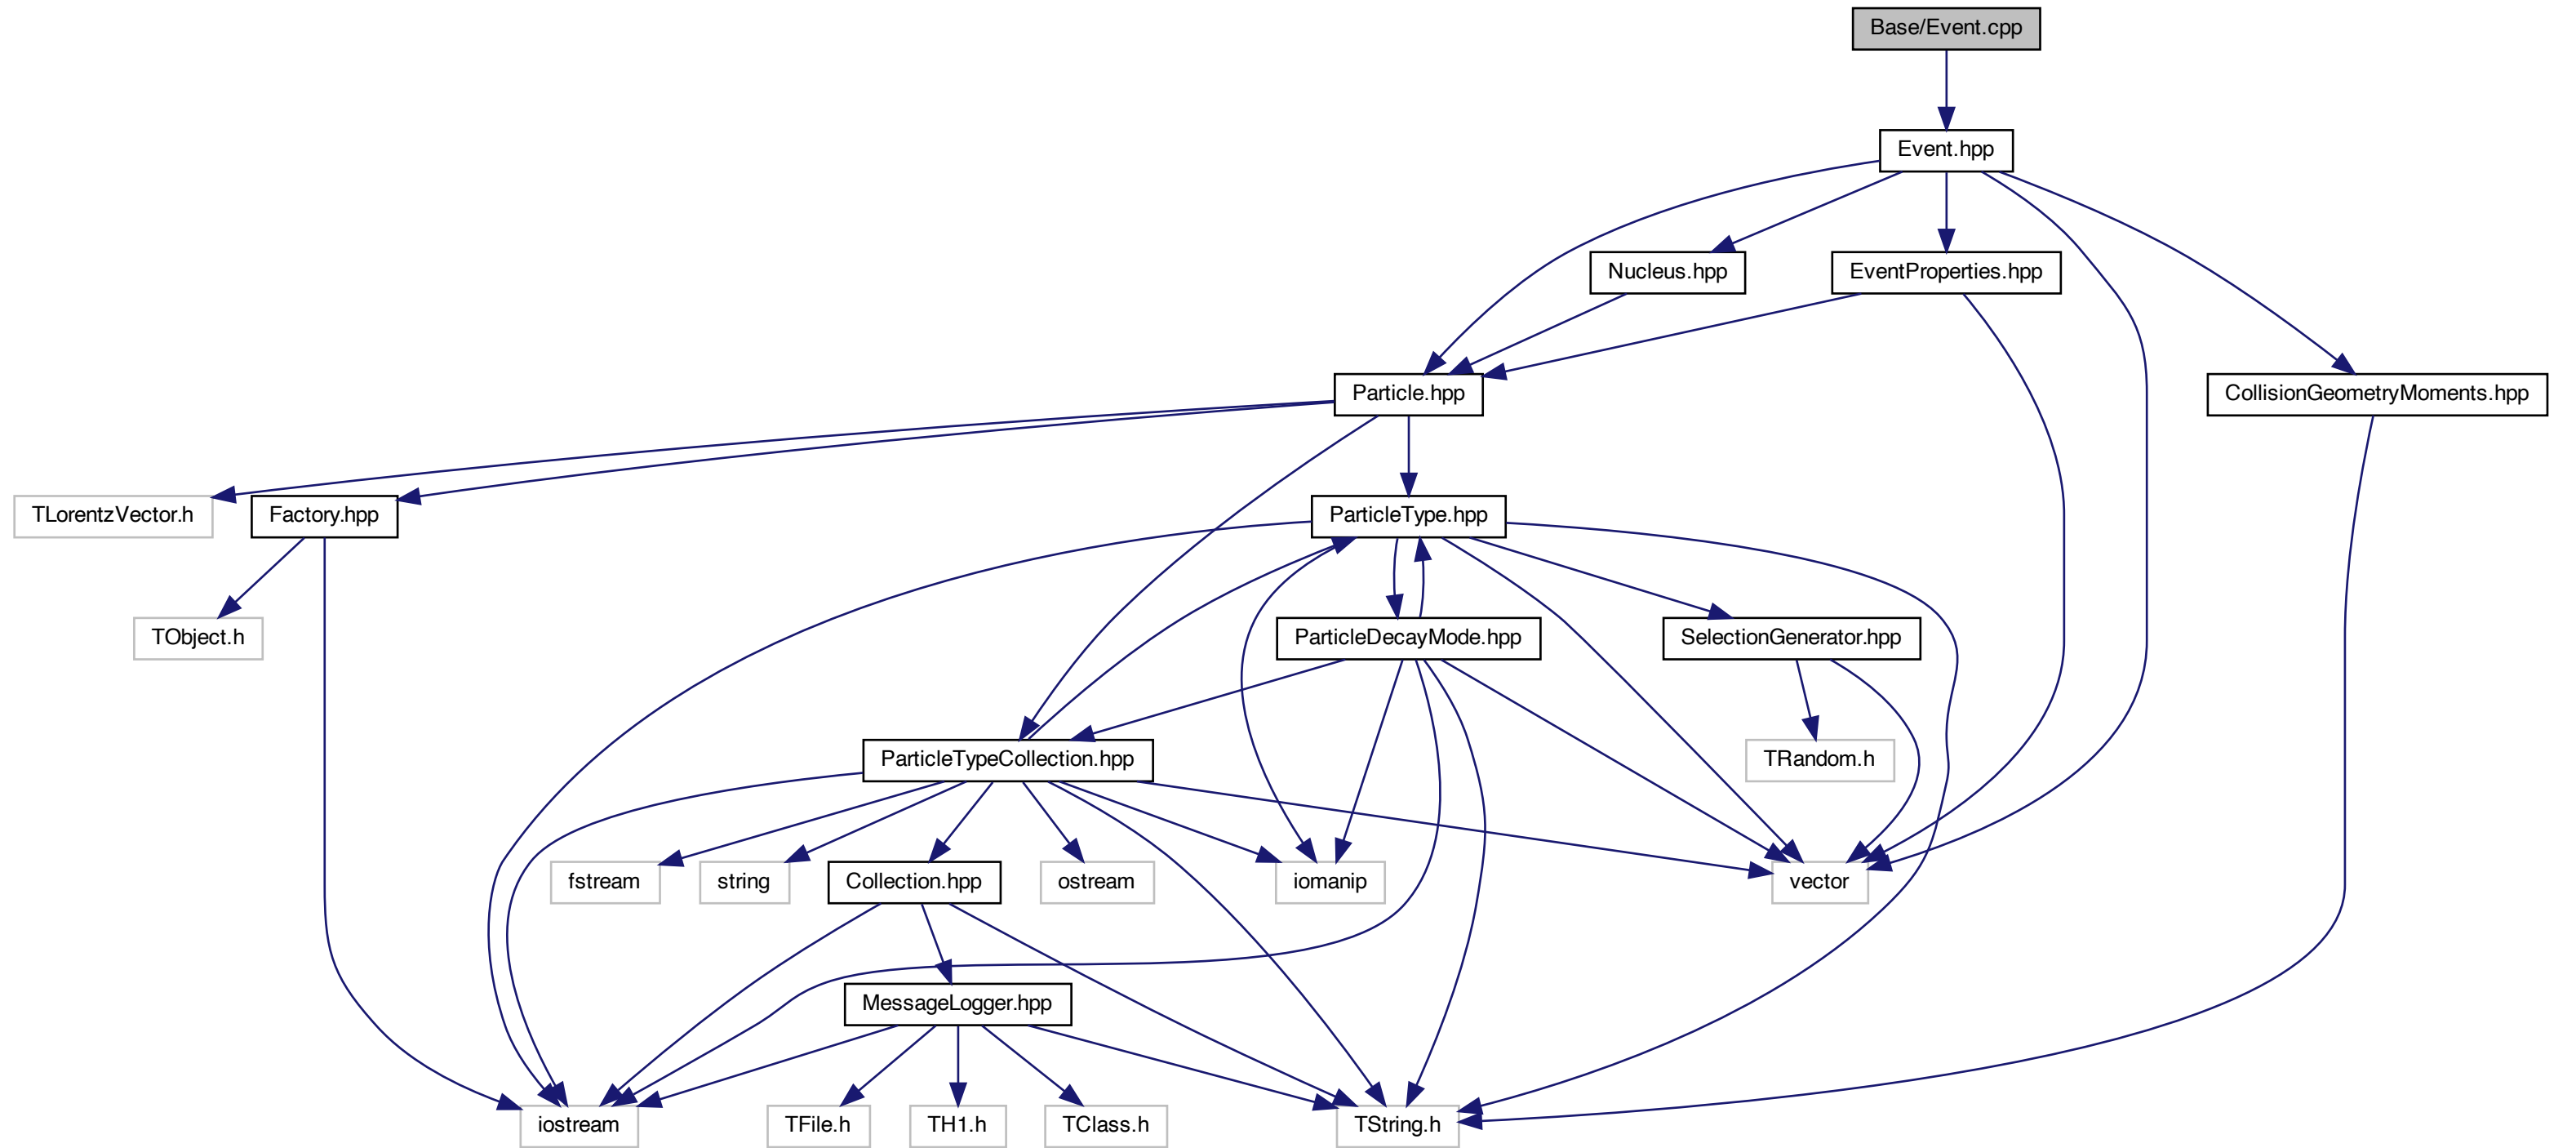 Base/Event.cpp
Event.hpp
Nucleus.hpp
EventProperties.hpp
Particle.hpp
CollisionGeometryMoments.hpp
TLorentzVector.h
Factory.hpp
ParticleType.hpp
TObject.h
ParticleDecayMode.hpp
SelectionGenerator.hpp
ParticleTypeCollection.hpp
TRandom.h
fstream
string
Collection.hpp
ostream
iomanip
vector
MessageLogger.hpp
iostream
TFile.h
TH1.h
TClass.h
TString.h